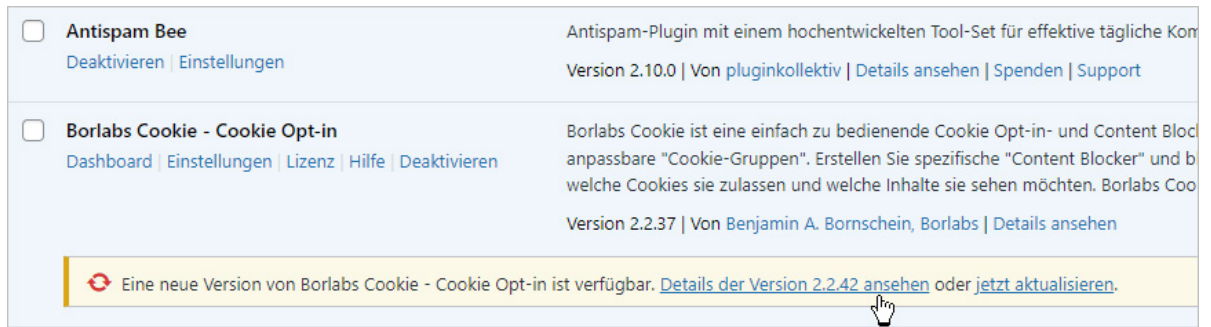 Antispam Bee
Deaktivieren | Einstellungen
Antispam-Plugin mit einem hochentwickelten Tool-Set für effektive tägliche
Version 2.10.0 | Von pluginkollektiv | Details ansehen | Spenden | Support
Borlabs Cookie - Cookie Opt-in
Dashboard | Einstellungen | Lizenz | Hilfe | Deaktivieren
Borlabs Cookie ist eine einfach zu bedienende Cookie Opt-in- und Content
anpassbare "Cookie-Gruppen". Erstellen Sie spezifische "Content Blocker" und
welche Cookies sie zulassen und welche Inhalte sie sehen möchten. Borlabs
Version 2.2.37 | Von Benjamin A. Bornschein, Borlabs | Details ansehen
Eine neue Version von Borlabs Cookie - Cookie Opt-in ist verfügbar. Details der Version 2.2.42 ansehen oder jetzt aktualisieren.